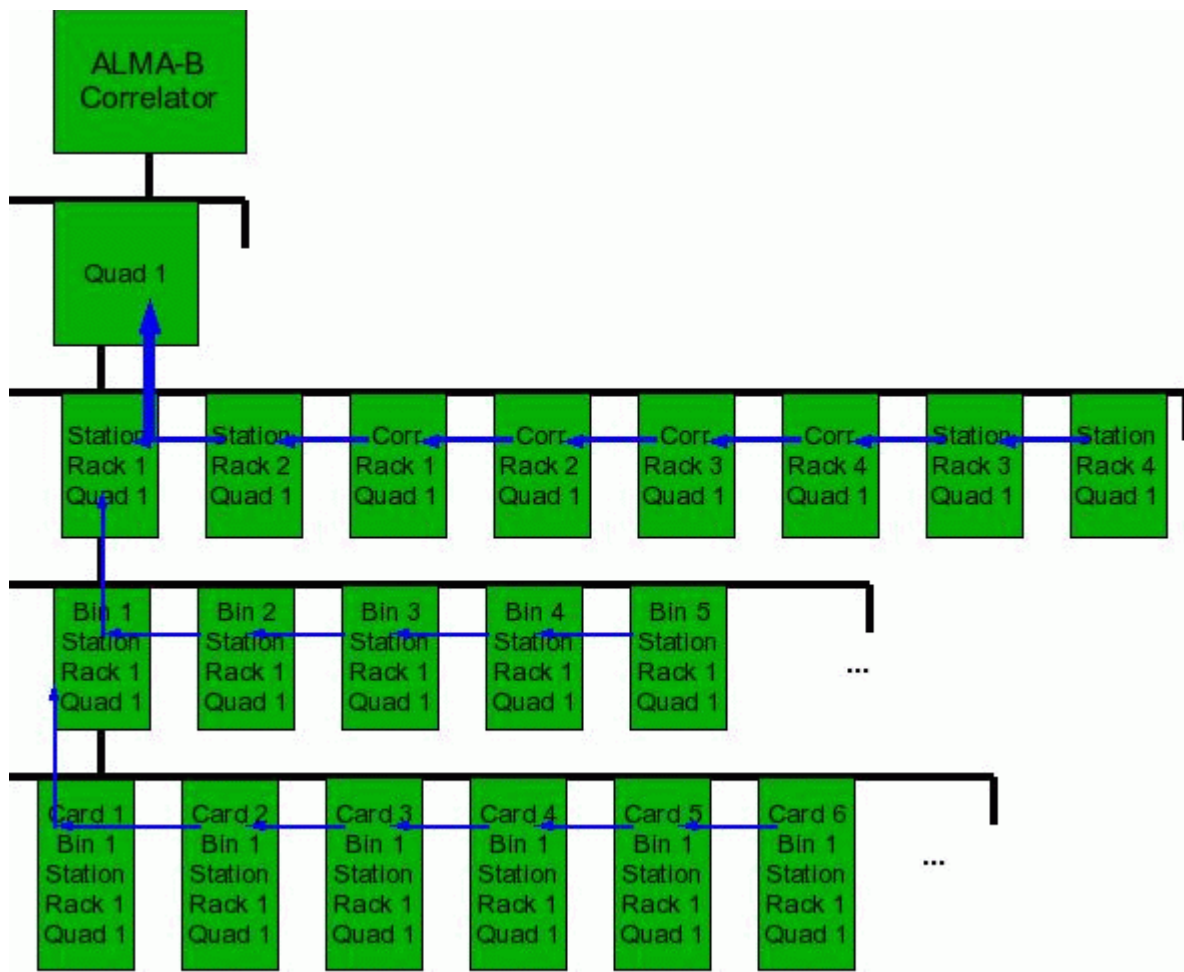 ALMA-B
Correlator
Quad 1
Station
Rack 1
Quad 1
Station
Rack 2
Quad 1
Corr
Rack 1
Quad 1
Corr
Rack 2
Quad 1
Corr
Rack 3
Quad 1
Corr
Rack 4
Quad 1
Station
Rack 3
Quad 1
Station
Rack 4
Quad 1
Bin 1
Station
Rack 1
Quad 1
Bin 2
Station
Rack 1
Quad 1
Bin 3
Station
Rack 1
Quad 1
Bin 4
Station
Rack 1
Quad 1
Bin 5
Station
Rack 1
Quad 1
...
Card 1
Bin 1
Station
Rack 1
Quad 1
Card 2
Bin 1
Station
Rack 1
Quad 1
Card 3
Bin 1
Station
Rack 1
Quad 1
Card 4
Bin 1
Station
Rack 1
Quad 1
Card 5
Bin 1
Station
Rack 1
Quad 1
Card 6
Bin 1
Station
Rack 1
Quad 1
...